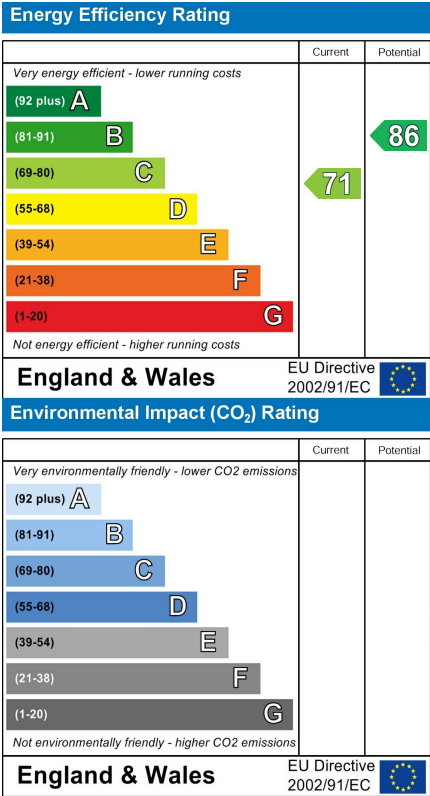 Energy Efficiency Rating
Current Potential
Very energy efficient - lower running costs
(92 plus) A
(81-91) B
86
(69-80) C
71
(55-68) D
(39-54) E
(21-38) F
(1-20) G
Not energy efficient - higher running costs
England & Wales
EU Directive
2002/91/EC
Environmental Impact (CO₂) Rating
Current Potential
Very environmentally friendly - lower CO2 emissions
(92 plus) A
(81-91) B
(69-80) C
(55-68) D
(39-54) E
(21-38) F
(1-20) G
Not environmentally friendly - higher CO2 emissions
England & Wales
EU Directive
2002/91/EC